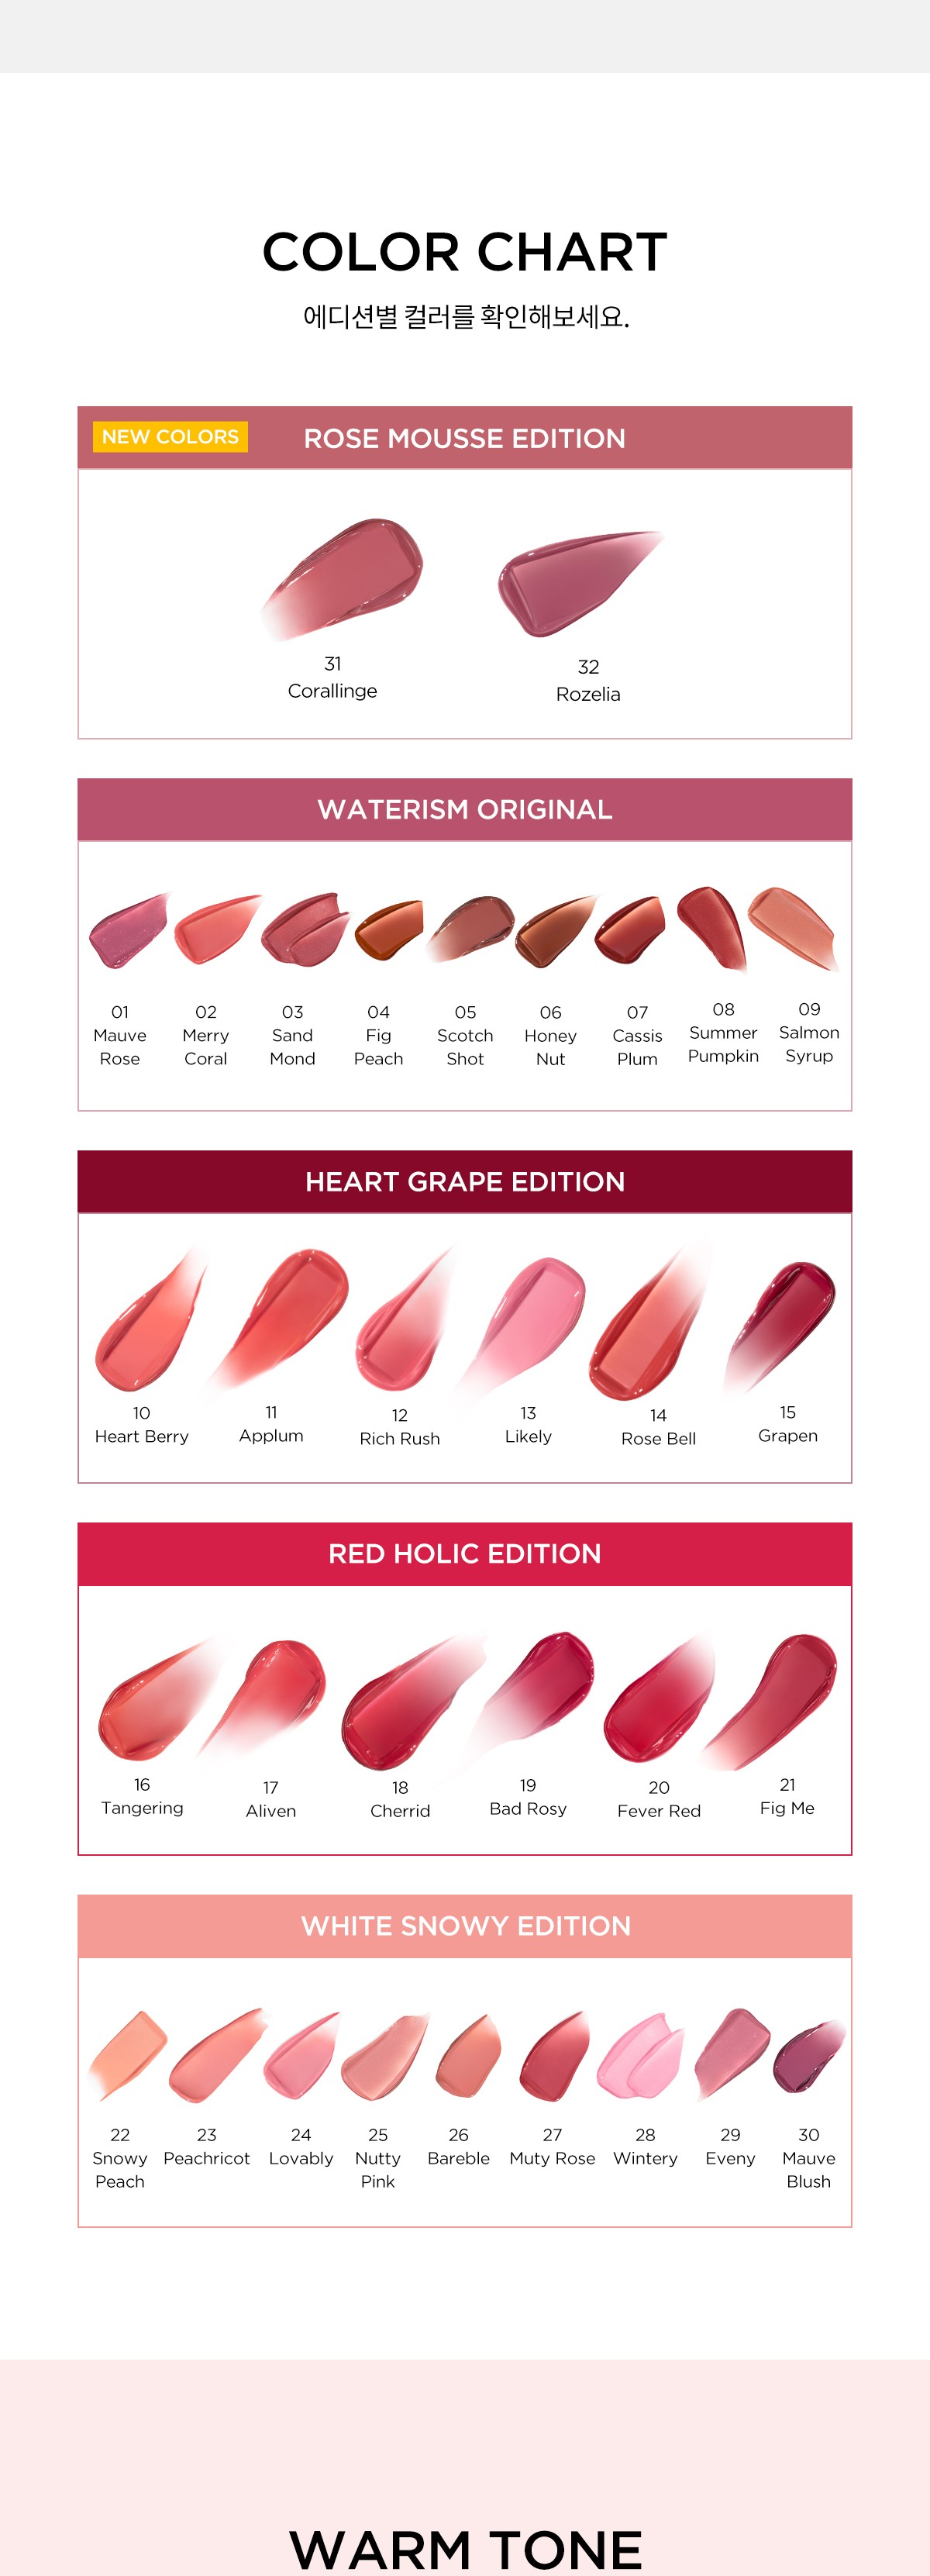 COLOR CHART
에디션별 컬러를 확인해보세요.
NEW COLORS
ROSE MOUSSE EDITION
31
Corallinge
32
Rozelia
WATERISM ORIGINAL
01
Mauve
Rose
02
Merry
Coral
03
Sand
Mond
04
Fig
Peach
05
Scotch
Shot
06
Honey
Nut
07
Cassis
Plum
08
Summer
Pumpkin
09
Salmon
Syrup
HEART GRAPE EDITION
10
Heart Berry
11
Applum
12
Rich Rush
13
Likely
14
Rose Bell
15
Grapen
RED HOLIC EDITION
16
Tangering
17
Aliven
18
Cherrid
19
Bad Rosy
20
Fever Red
21
Fig Me
WHITE SNOWY EDITION
22
Snowy
Peach
23
Peachricot
24
Lovably
25
Nutty
Pink
26
Bareble
27
Muty Rose
28
Wintery
29
Eveny
30
Mauve
Blush
WARM TONE